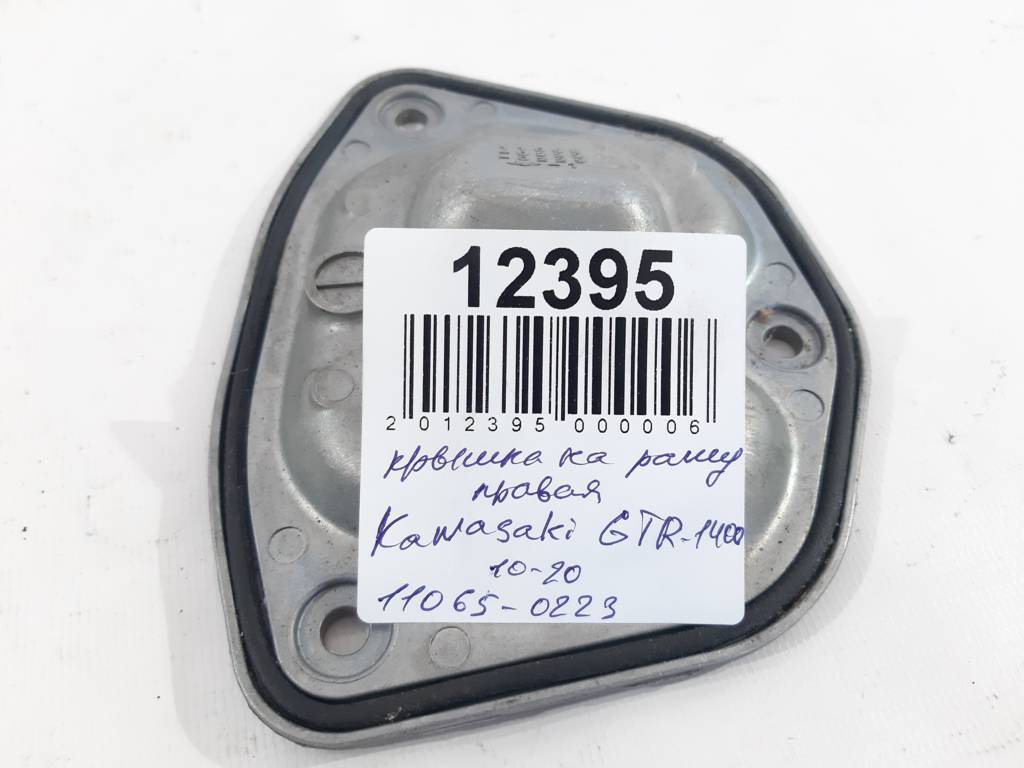 12395
2 012395 000006
крышка на раму
правая
Kawasaki GTR-1400
10-20
11065-0223